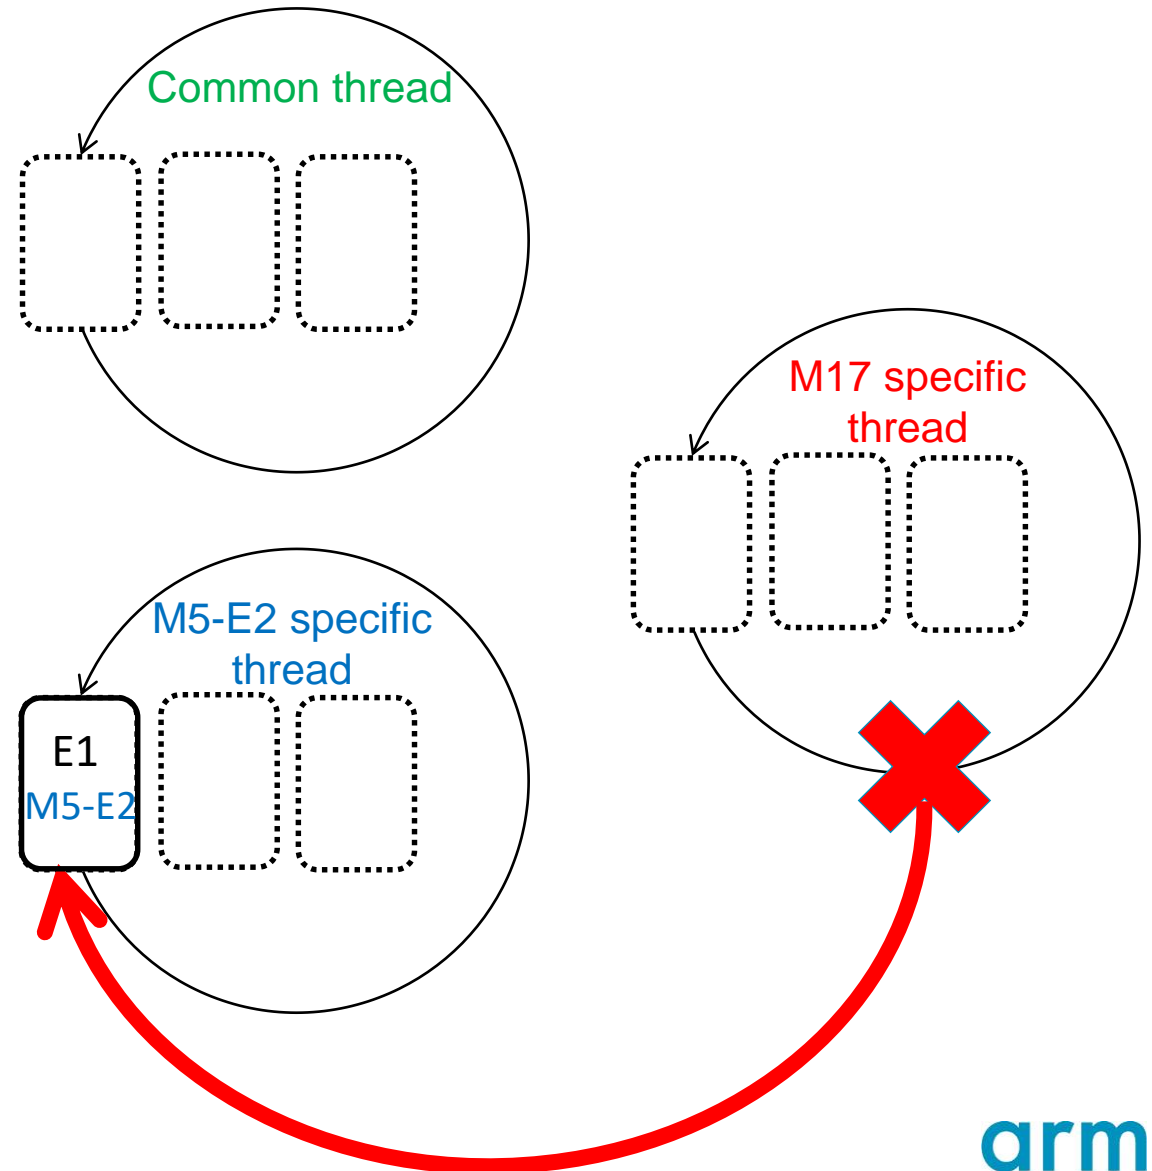 Common thread
M17 specific
thread
M5-E2 specific
thread
E1
M5-E2
arm